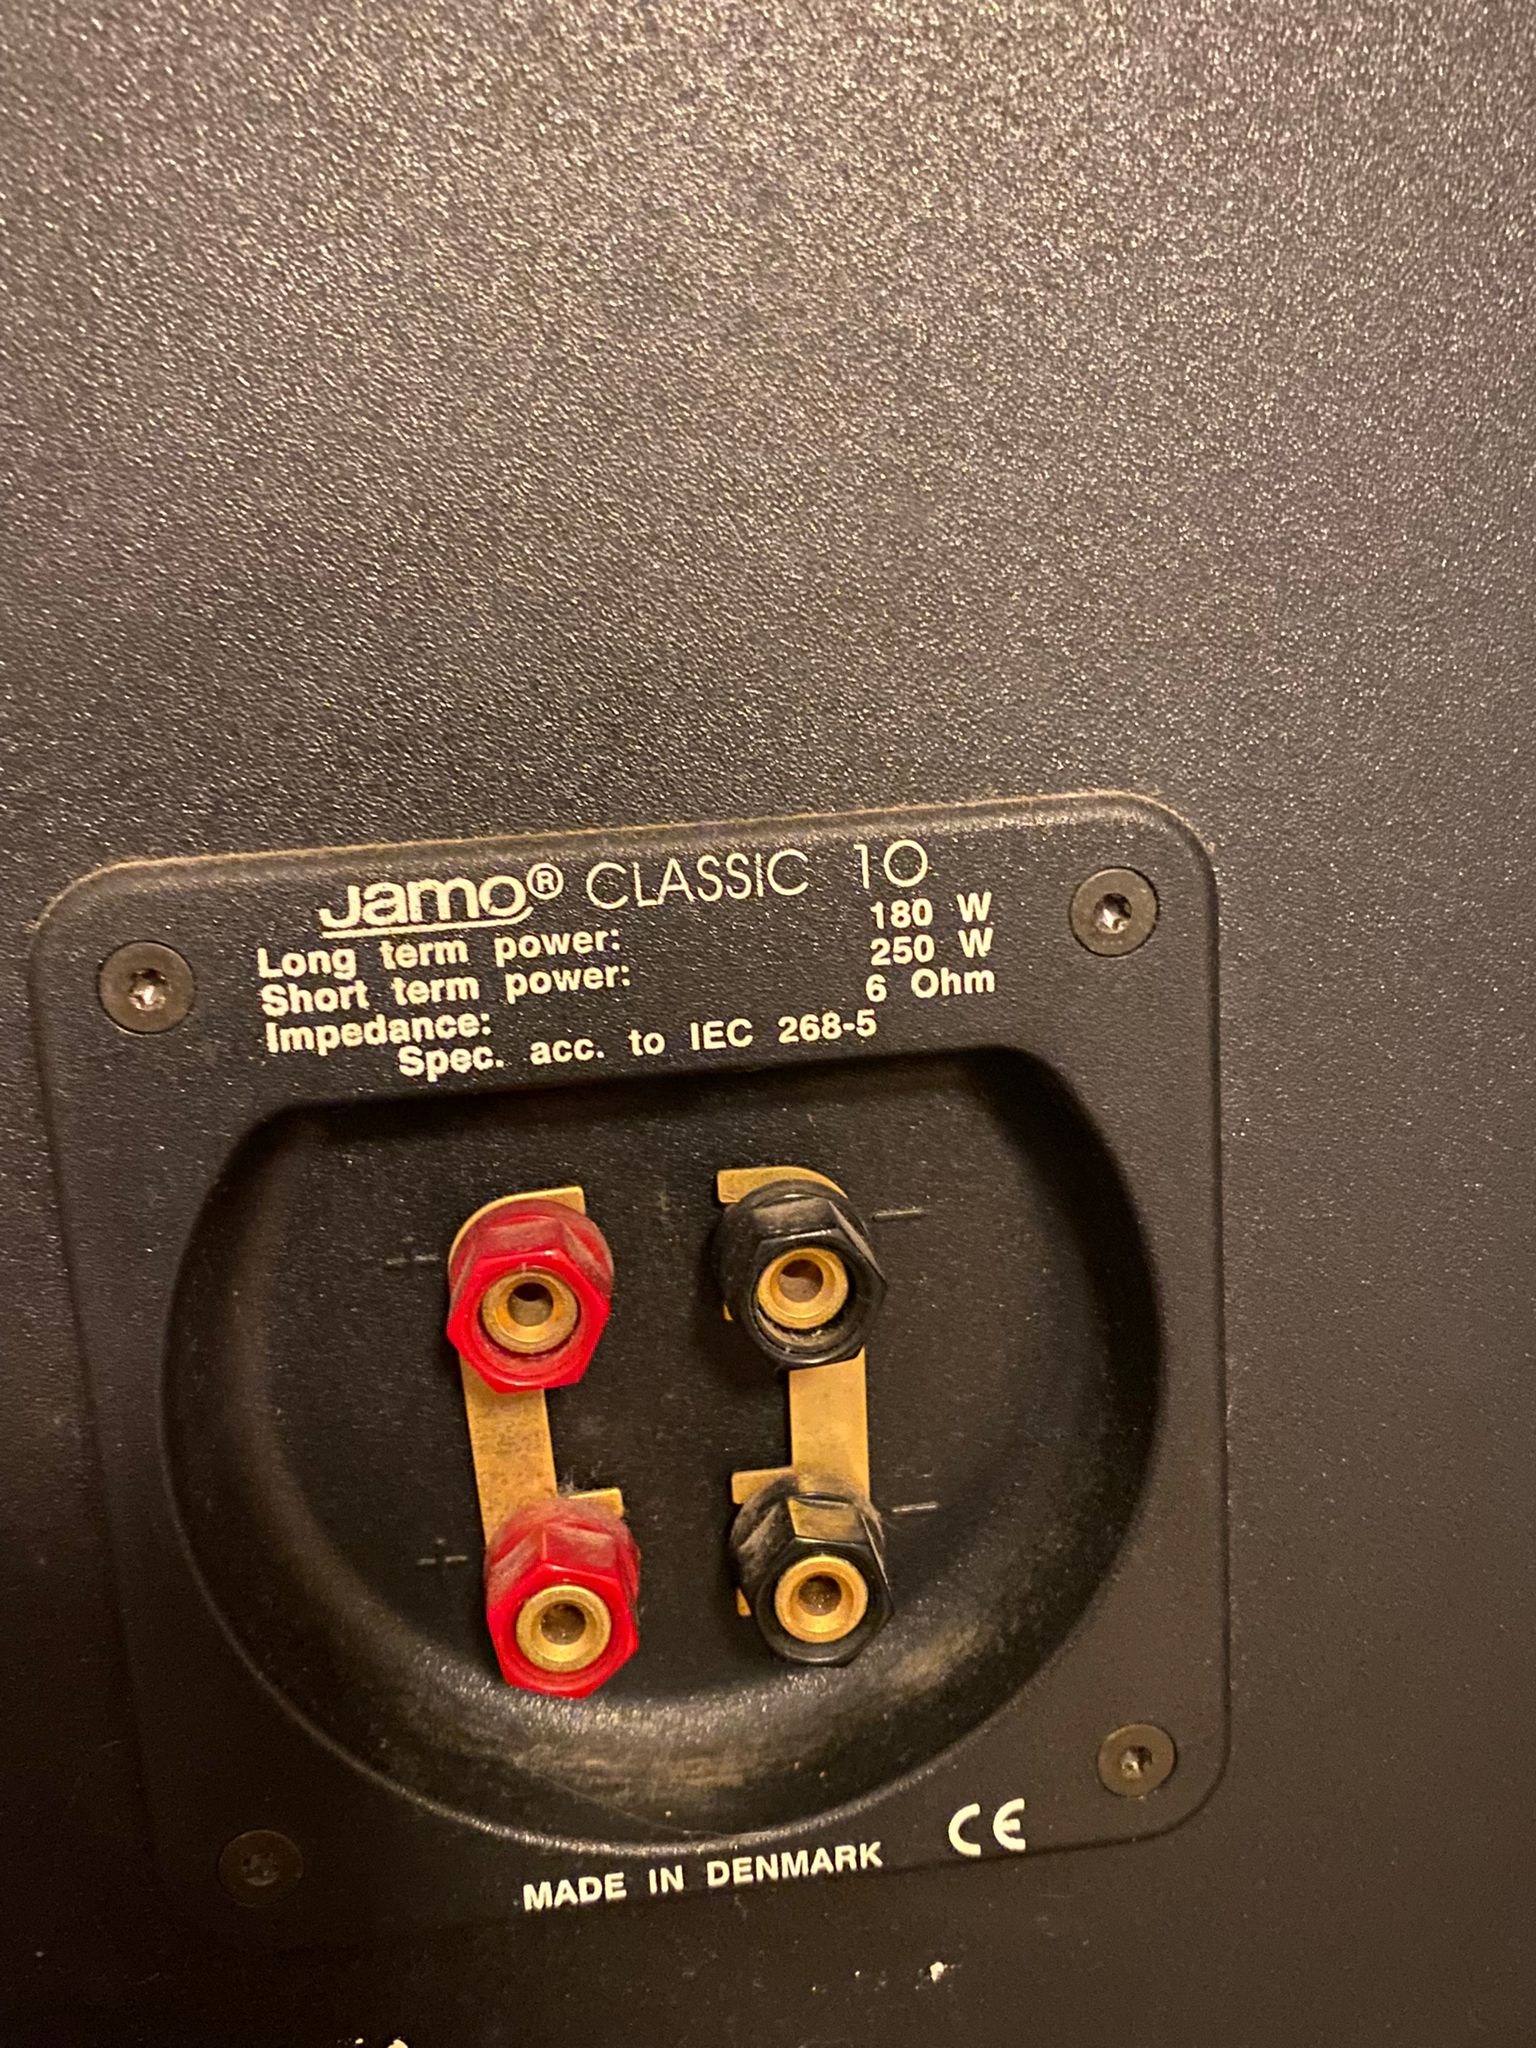 Jamo® CLASSIC 10
Long term power: 180 W
Short term power: 250 W
Impedance: 6 Ohm
Spec. acc. to IEC 268-5
+ −
+ −
MADE IN DENMARK CE